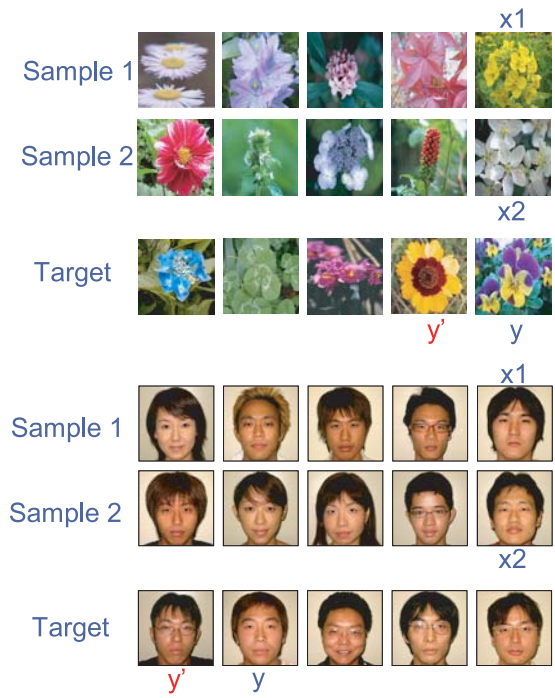 x1
Sample 1
Sample 2
x2
Target
y’ y
x1
Sample 1
Sample 2
x2
Target
y’ y